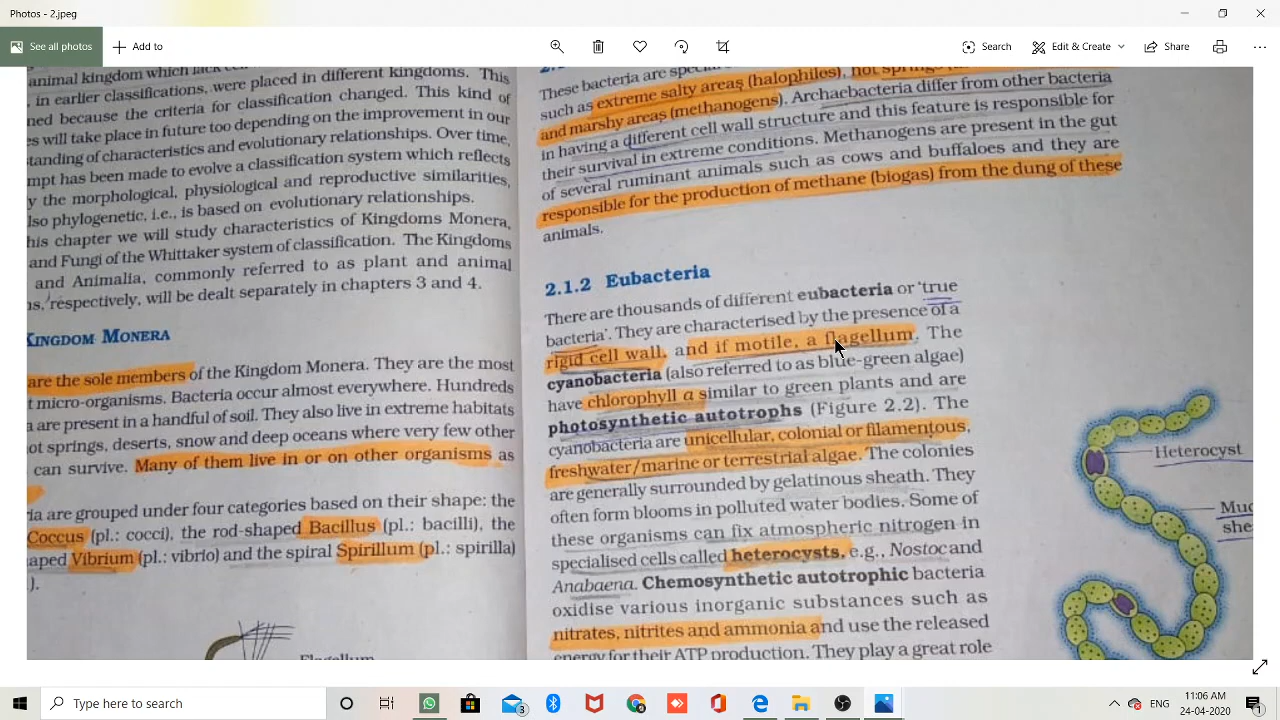 Photos - 2.jpeg
See all photos
Add to
Search
Edit & Create
Share
animal kingdom which lack
, in earlier classifications, were placed in different kingdoms. This
ned because the criteria for classification changed. This kind of
es will take place in future too depending on the improvement in our
tanding of characteristics and evolutionary relationships. Over time,
mpt has been made to evolve a classification system which reflects
y the morphological, physiological and reproductive similarities,
lso phylogenetic, i.e., is based on evolutionary relationships.
his chapter we will study characteristics of Kingdoms Monera,
and Fungi of the Whittaker system of classification. The Kingdoms
and Animalia, commonly referred to as plant and animal
ns, respectively, will be dealt separately in chapters 3 and 4.
KINGDOM MONERA
are the sole members of the Kingdom Monera. They are the most
t micro-organisms. Bacteria occur almost everywhere. Hundreds
a are present in a handful of soil. They also live in extreme habitats
ot springs, deserts, snow and deep oceans where very few other
can survive. Many of them live in or on other organisms as
ia are grouped under four categories based on their shape: the
Coccus (pl.: cocci), the rod-shaped Bacillus (pl.: bacilli), the
aped Vibrium (pl.: vibrio) and the spiral Spirillum (pl.: spirilla)
).
Flagellum
These bacteria are
such as extreme salty areas (halophiles), hot springs
and marshy areas (methanogens). Archaebacteria differ from other bacteria
in having a different cell wall structure and this feature is responsible for
their survival in extreme conditions. Methanogens are present in the gut
of several ruminant animals such as cows and buffaloes and they are
responsible for the production of methane (biogas) from the dung of these
animals.
2.1.2 Eubacteria
There are thousands of different eubacteria or ‘true
bacteria’. They are characterised by the presence of a
rigid cell wall, and if motile, a flagellum. The
cyanobacteria (also referred to as blue-green algae)
have chlorophyll a similar to green plants and are
photosynthetic autotrophs (Figure 2.2). The
cyanobacteria are unicellular, colonial or filamentous,
freshwater/marine or terrestrial algae. The colonies
are generally surrounded by gelatinous sheath. They
often form blooms in polluted water bodies. Some of
these organisms can fix atmospheric nitrogen in
specialised cells called heterocysts, e.g., Nostoc and
Anabaena. Chemosynthetic autotrophic bacteria
oxidise various inorganic substances such as
nitrates, nitrites and ammonia and use the released
energy for their ATP production. They play a great role
Heterocyst
Muc
she
Type here to search
3
ENG
11:06 AM
24-04-2020
1